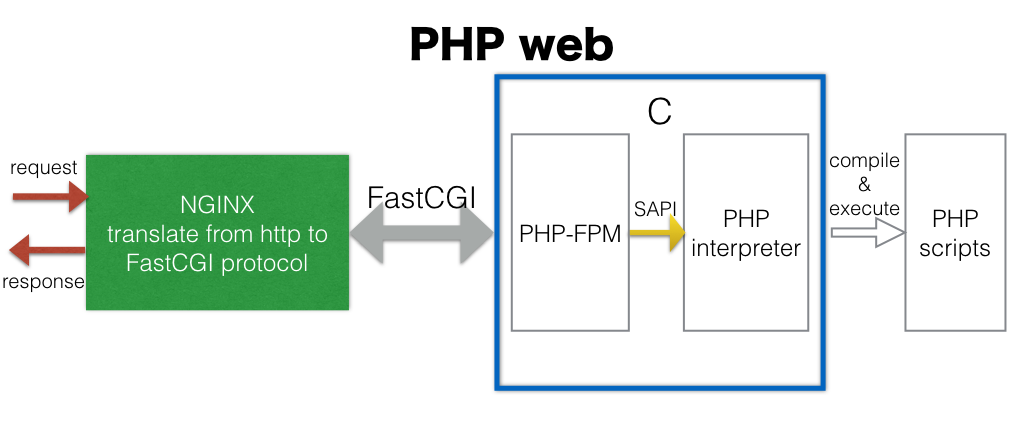 PHP web
C
request
NGINX
translate from http to
FastCGI protocol
response
FastCGI
PHP-FPM
SAPI
PHP
interpreter
compile
&
execute
PHP
scripts